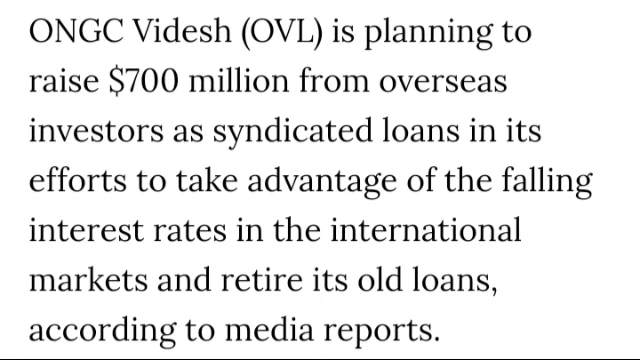 ONGC Videsh (OVL) is planning to
raise $700 million from overseas
investors as syndicated loans in its
efforts to take advantage of the falling
interest rates in the international
markets and retire its old loans,
according to media reports.